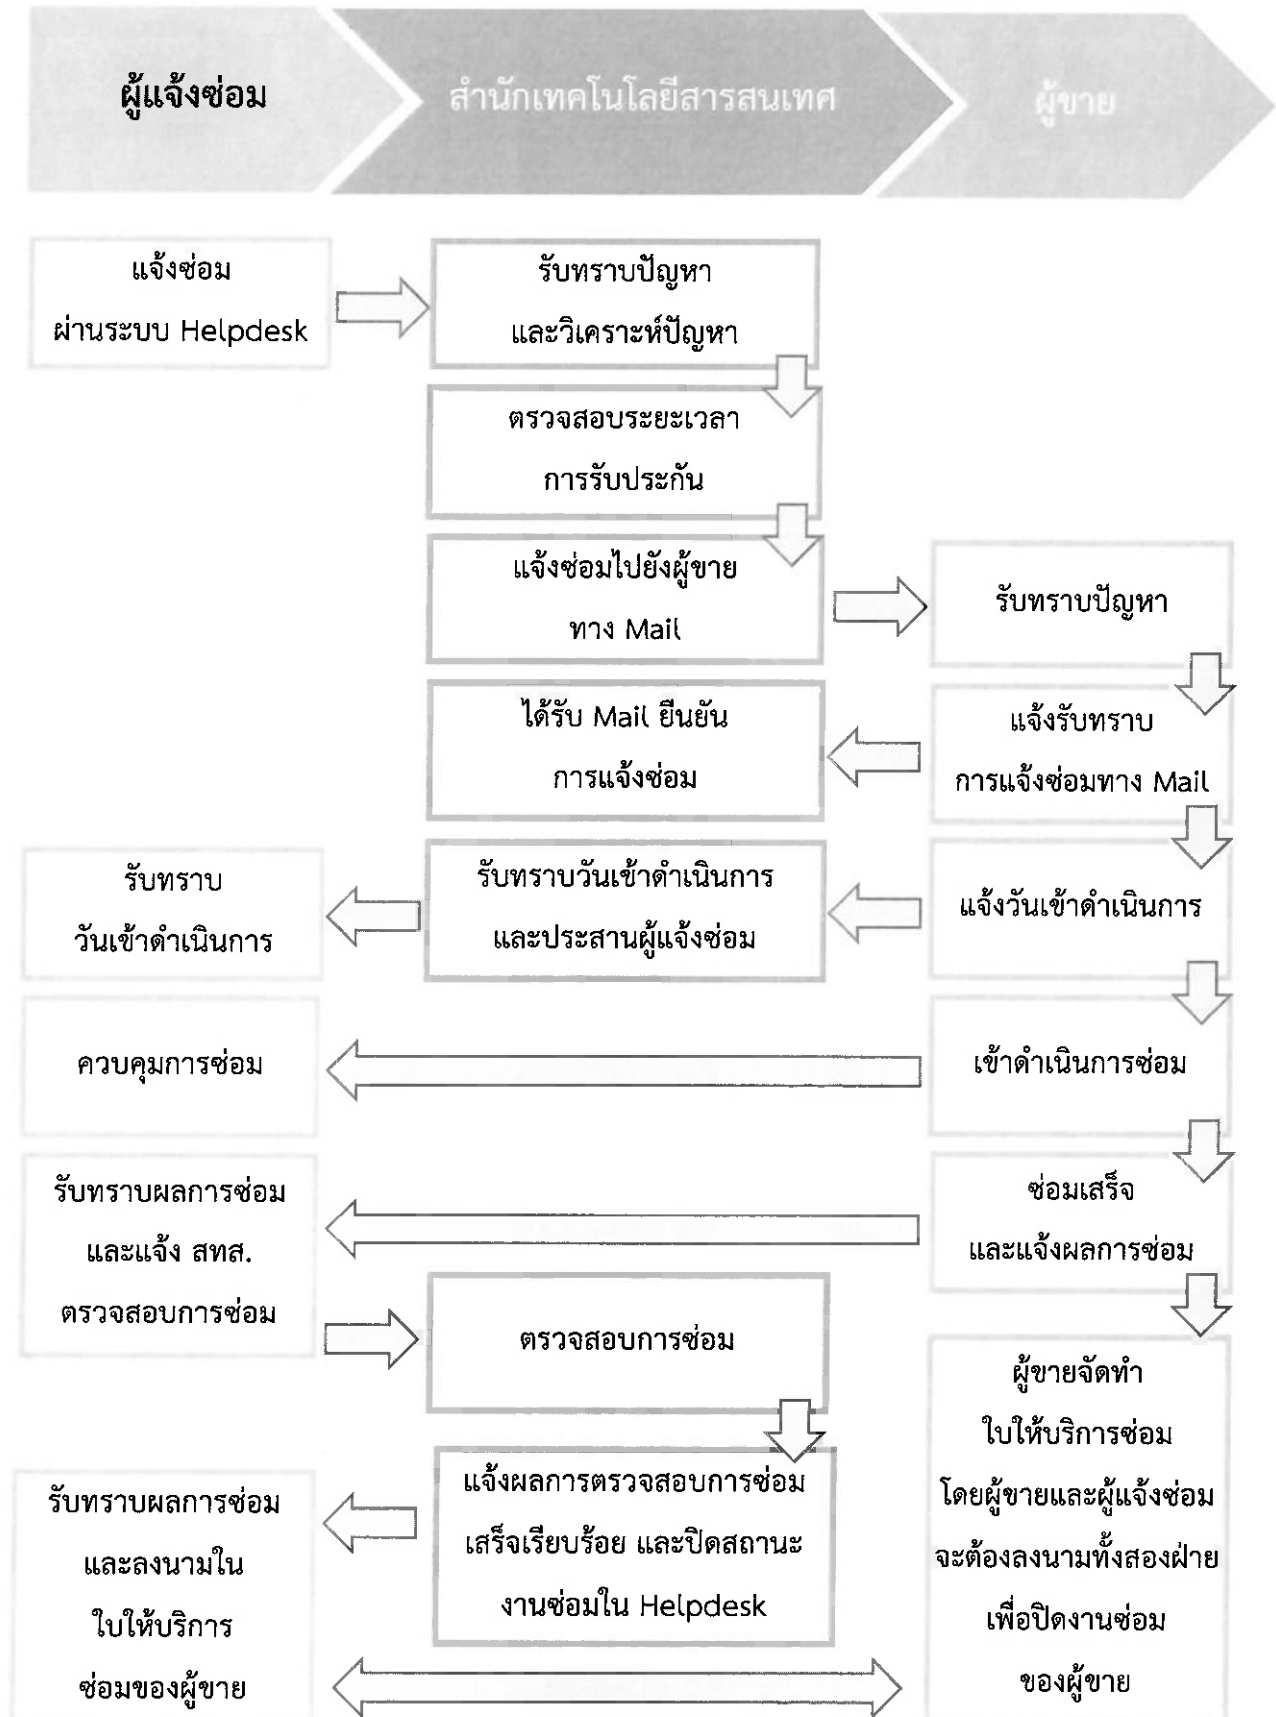 ผู้แจ้งซ่อม
สำนักเทคโนโลยีสารสนเทศ
ผู้ขาย
แจ้งซ่อม
ผ่านระบบ Helpdesk
รับทราบปัญหา
และวิเคราะห์ปัญหา
ตรวจสอบระยะเวลา
การรับประกัน
แจ้งซ่อมไปยังผู้ขาย
ทาง Mail
รับทราบปัญหา
ได้รับ Mail ยืนยัน
การแจ้งซ่อม
แจ้งรับทราบ
การแจ้งซ่อมทาง Mail
รับทราบ
วันเข้าดำเนินการ
รับทราบวันเข้าดำเนินการ
และประสานผู้แจ้งซ่อม
แจ้งวันเข้าดำเนินการ
ควบคุมการซ่อม
เข้าดำเนินการซ่อม
รับทราบผลการซ่อม
และแจ้ง สทส.
ตรวจสอบการซ่อม
ซ่อมเสร็จ
และแจ้งผลการซ่อม
ตรวจสอบการซ่อม
ผู้ขายจัดทำ
ใบให้บริการซ่อม
โดยผู้ขายและผู้แจ้งซ่อม
จะต้องลงนามทั้งสองฝ่าย
เพื่อปิดงานซ่อม
ของผู้ขาย
แจ้งผลการตรวจสอบการซ่อม
เสร็จเรียบร้อย และปิดสถานะ
งานซ่อมใน Helpdesk
รับทราบผลการซ่อม
และลงนามใน
ใบให้บริการ
ซ่อมของผู้ขาย